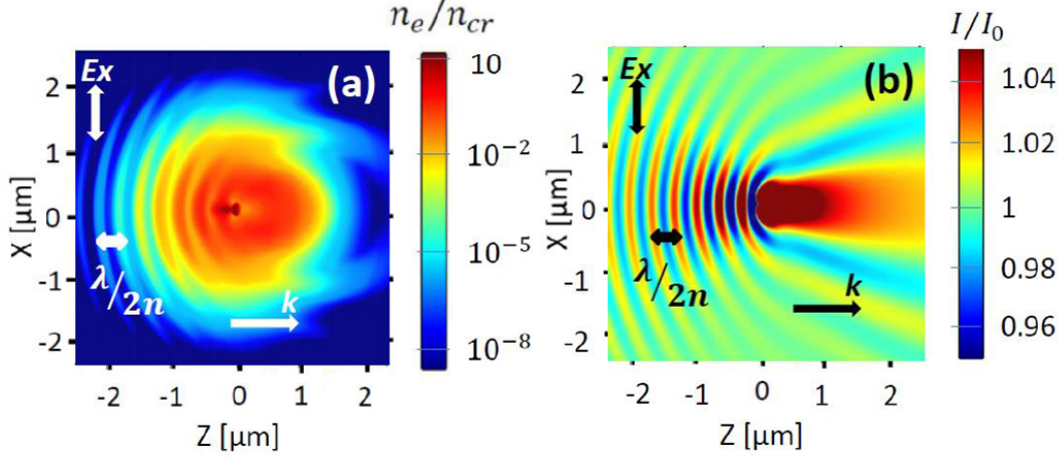 n_e/n_cr
I/I_0
(a)
Ex
λ/2n
k
10
10^-2
10^-5
10^-8
2
1
0
-1
-2
X [μm]
-2
-1
0
1
2
Z [μm]
(b)
Ex
λ/2n
k
1.04
1.02
1
0.98
0.96
2
1
0
-1
-2
X [μm]
-2
-1
0
1
2
Z [μm]